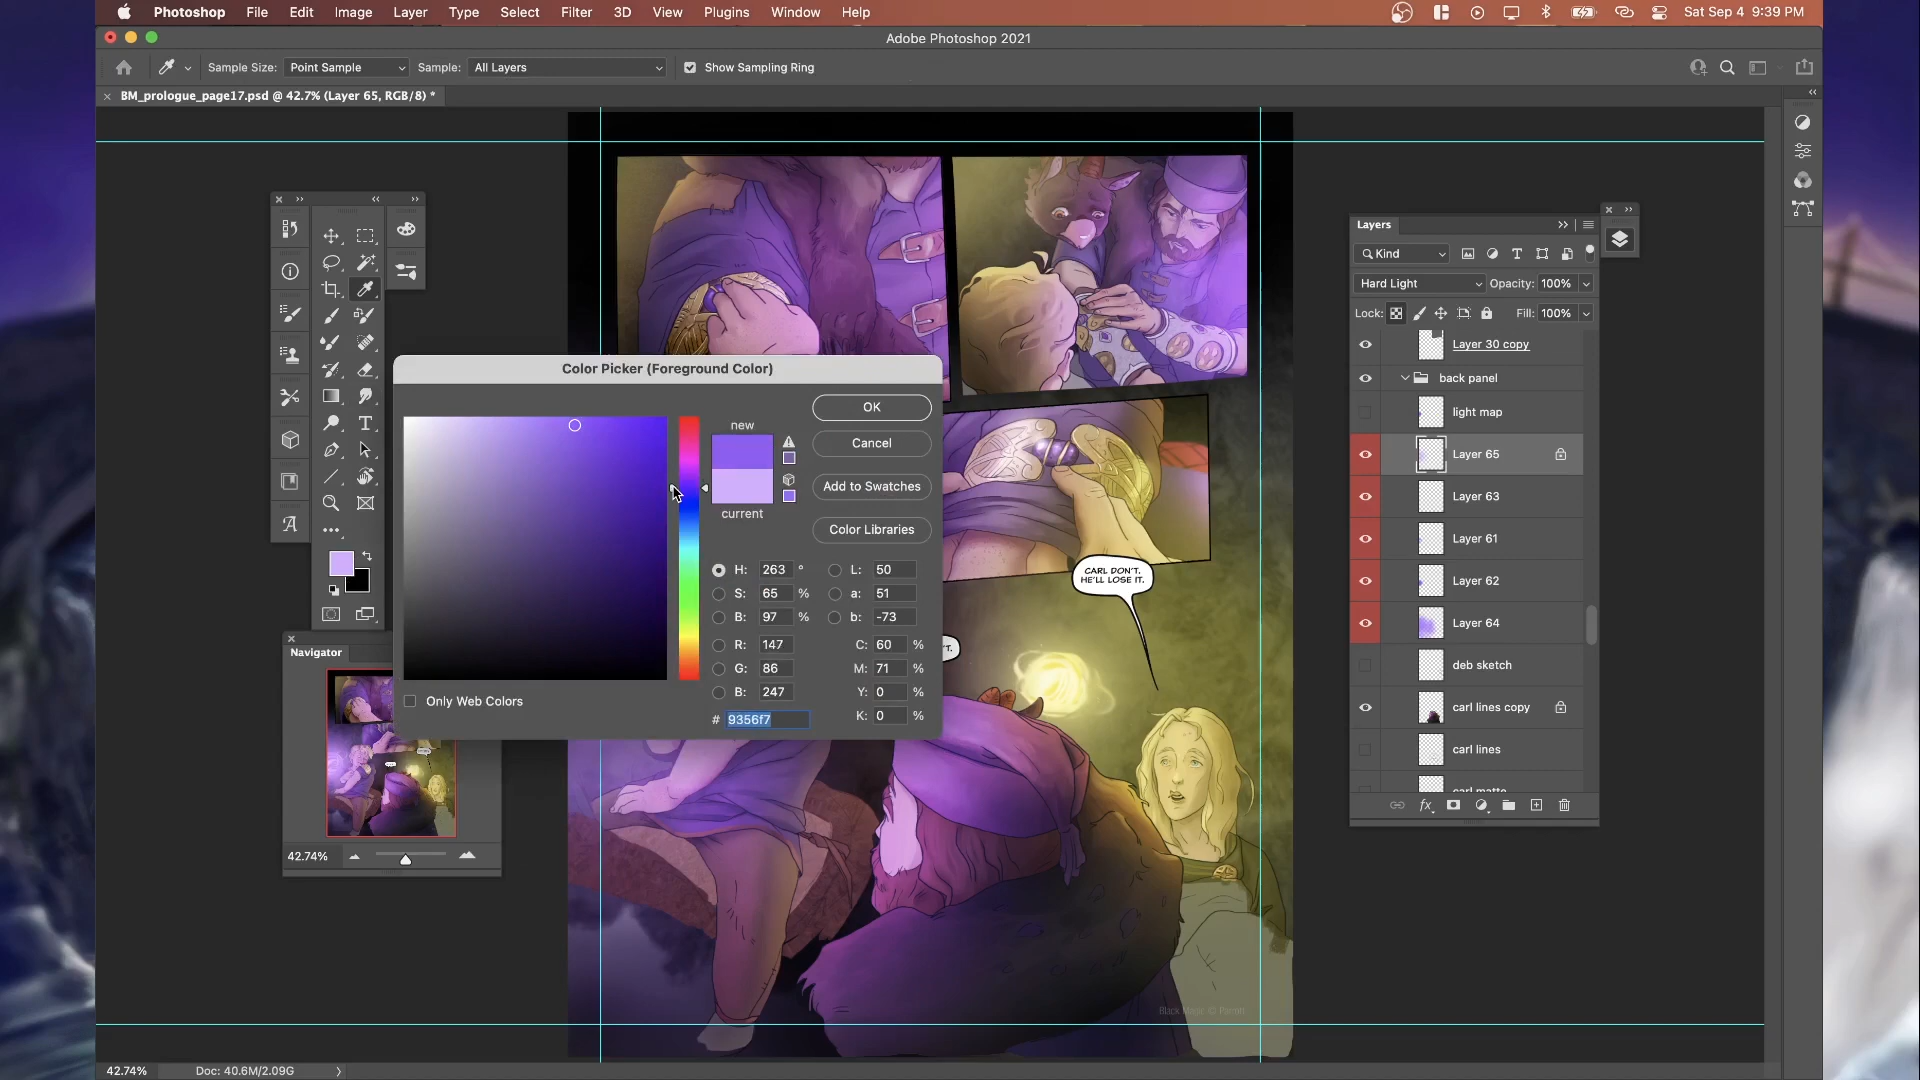 Photoshop File Edit Image Layer Type Select Filter 3D View Plugins Window Help Sat Sep 4 9:39 PM
Adobe Photoshop 2021
Sample Size: Point Sample Sample: All Layers Show Sampling Ring
BM_prologue_page17.psd @ 42.7% (Layer 65, RGB/8) *
Layers
Kind
Hard Light Opacity: 100%
Lock: Fill: 100%
Layer 30 copy
back panel
light map
Layer 65
Layer 63
Layer 61
Layer 62
Layer 64
deb sketch
carl lines copy
carl lines
carl matte
Color Picker (Foreground Color)
new
current
OK
Cancel
Add to Swatches
Color Libraries
H: 263 ° L: 50
S: 65 % a: 51
B: 97 % b: -73
R: 147 C: 60 %
G: 86 M: 71 %
B: 247 Y: 0 %
# 9356f7 K: 0 %
Only Web Colors
Navigator
42.74%
CARL DON'T.
HE'LL LOSE IT.
'T.
Black Magic © Parrott
42.74% Doc: 40.6M/2.09G